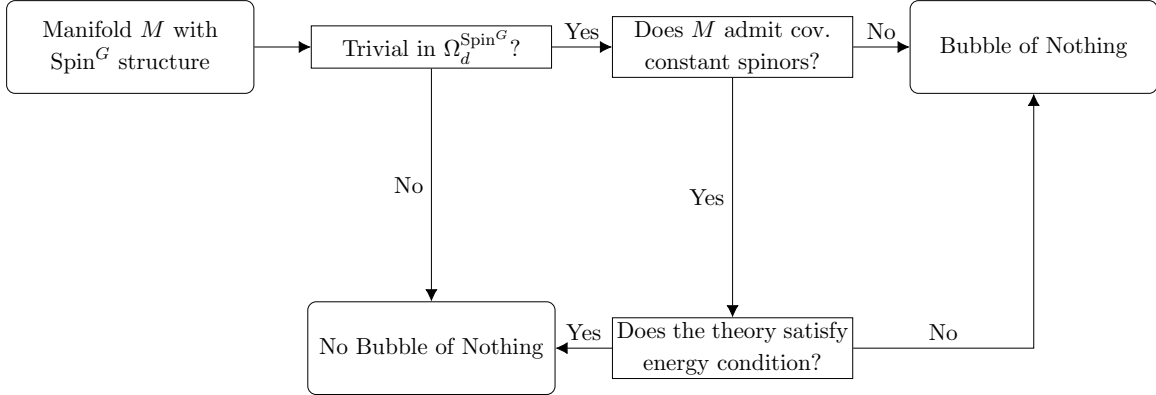 Manifold M with
Spin^G structure
Trivial in Ω_d^{Spin^G}?
Yes
Does M admit cov.
constant spinors?
No
Bubble of Nothing
No
Yes
No Bubble of Nothing
Yes
Does the theory satisfy
energy condition?
No